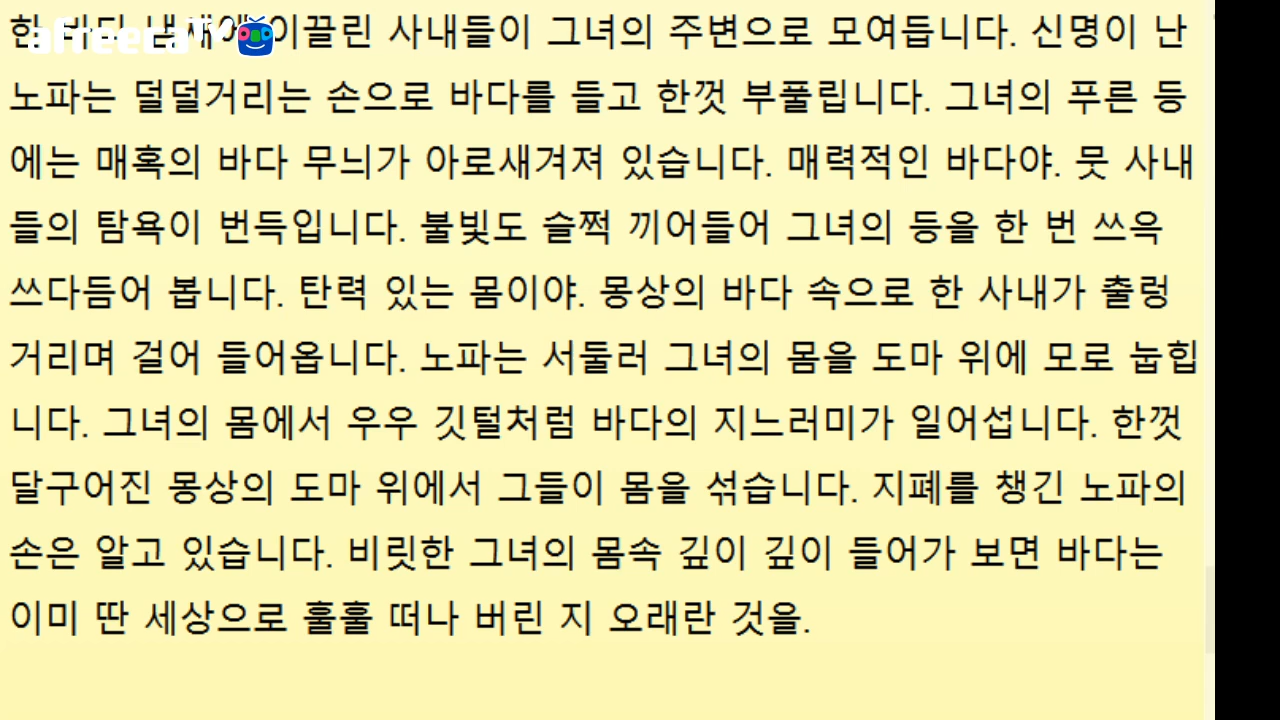 한 바다 냄새에 이끌린 사내들이 그녀의 주변으로 모여듭니다. 신명이 난
afreecaTV
노파는 덜덜거리는 손으로 바다를 들고 한껏 부풀립니다. 그녀의 푸른 등
에는 매혹의 바다 무늬가 아로새겨져 있습니다. 매력적인 바다야. 뭇 사내
들의 탐욕이 번득입니다. 불빛도 슬쩍 끼어들어 그녀의 등을 한 번 쓰윽
쓰다듬어 봅니다. 탄력 있는 몸이야. 몽상의 바다 속으로 한 사내가 출렁
거리며 걸어 들어옵니다. 노파는 서둘러 그녀의 몸을 도마 위에 모로 눕힙
니다. 그녀의 몸에서 우우 깃털처럼 바다의 지느러미가 일어섭니다. 한껏
달구어진 몽상의 도마 위에서 그들이 몸을 섞습니다. 지폐를 챙긴 노파의
손은 알고 있습니다. 비릿한 그녀의 몸속 깊이 깊이 들어가 보면 바다는
이미 딴 세상으로 훌훌 떠나 버린 지 오래란 것을.